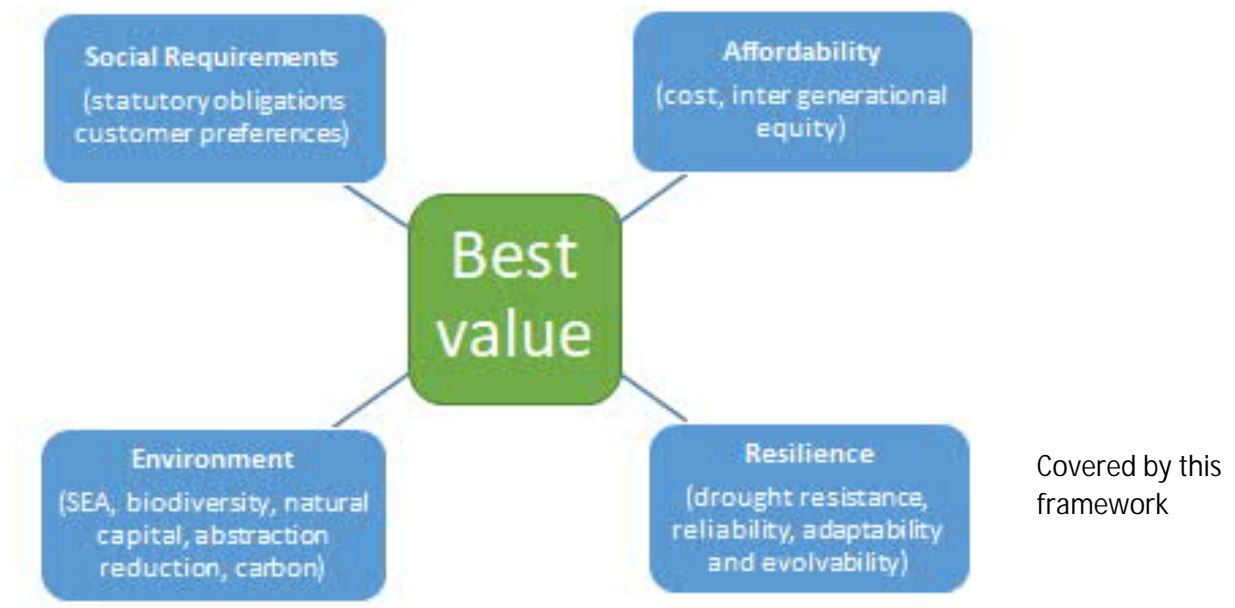 Social Requirements
(statutory obligations
customer preferences)
Affordability
(cost, inter generational
equity)
Best
value
Environment
(SEA, biodiversity, natural
capital, abstraction
reduction, carbon)
Resilience
(drought resistance,
reliability, adaptability
and evolvability)
Covered by this
framework